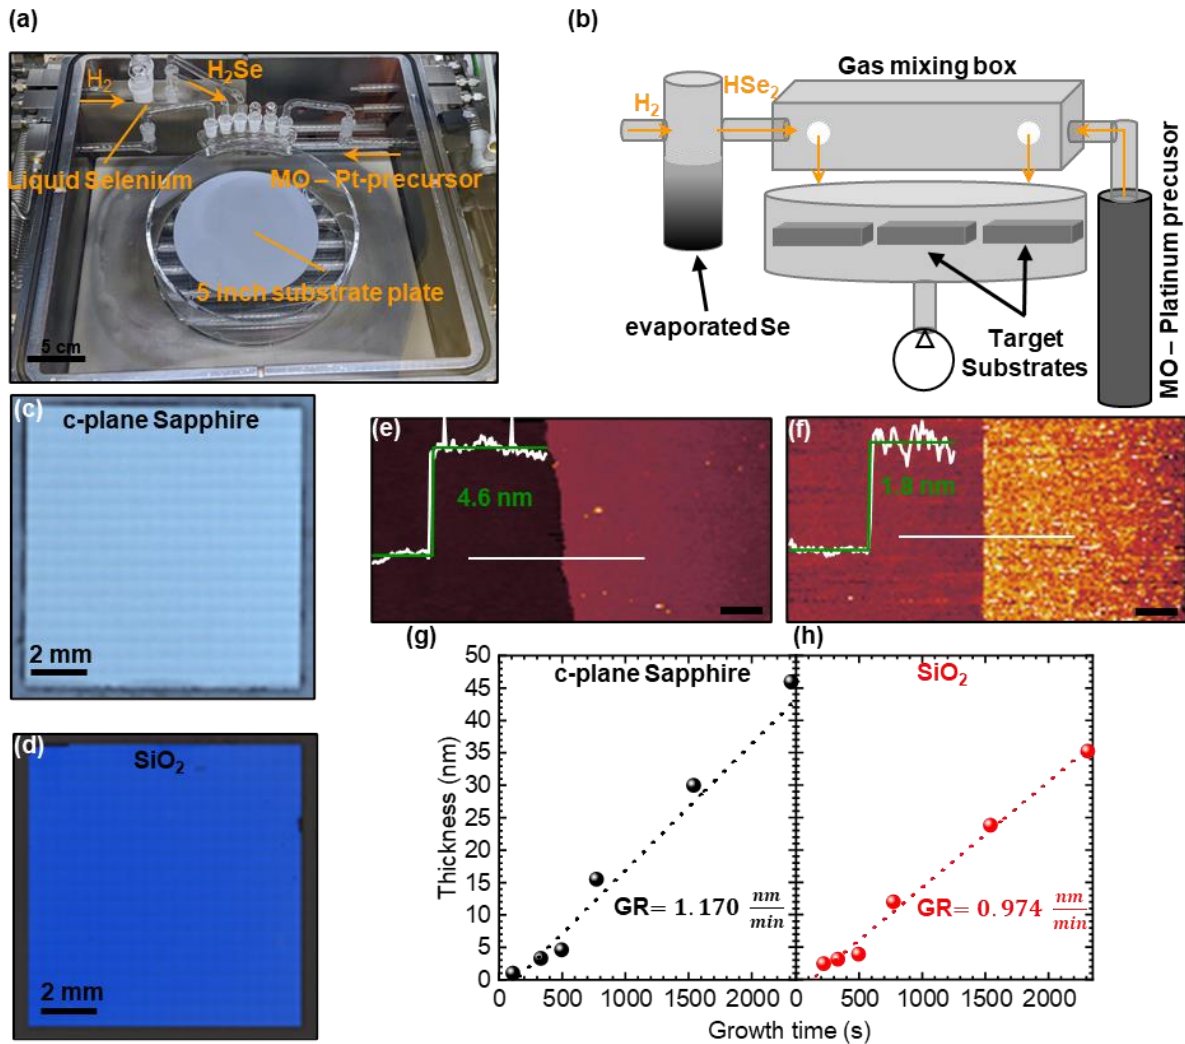 (a)
H₂
H₂Se
Liquid Selenium
MO – Pt-precursor
5 inch substrate plate
5 cm
(b)
Gas mixing box
H₂
HSe₂
evaporated Se
Target
Substrates
MO – Platinum precusor
(c)
c-plane Sapphire
2 mm
(d)
SiO₂
2 mm
(e)
4.6 nm
(f)
1.8 nm
(g)
c-plane Sapphire
Thickness (nm)
50
45
40
35
30
25
20
15
10
5
0
GR= 1.170 nm/min
0 500 1000 1500 2000
(h)
SiO₂
GR= 0.974 nm/min
0 500 1000 1500 2000
Growth time (s)